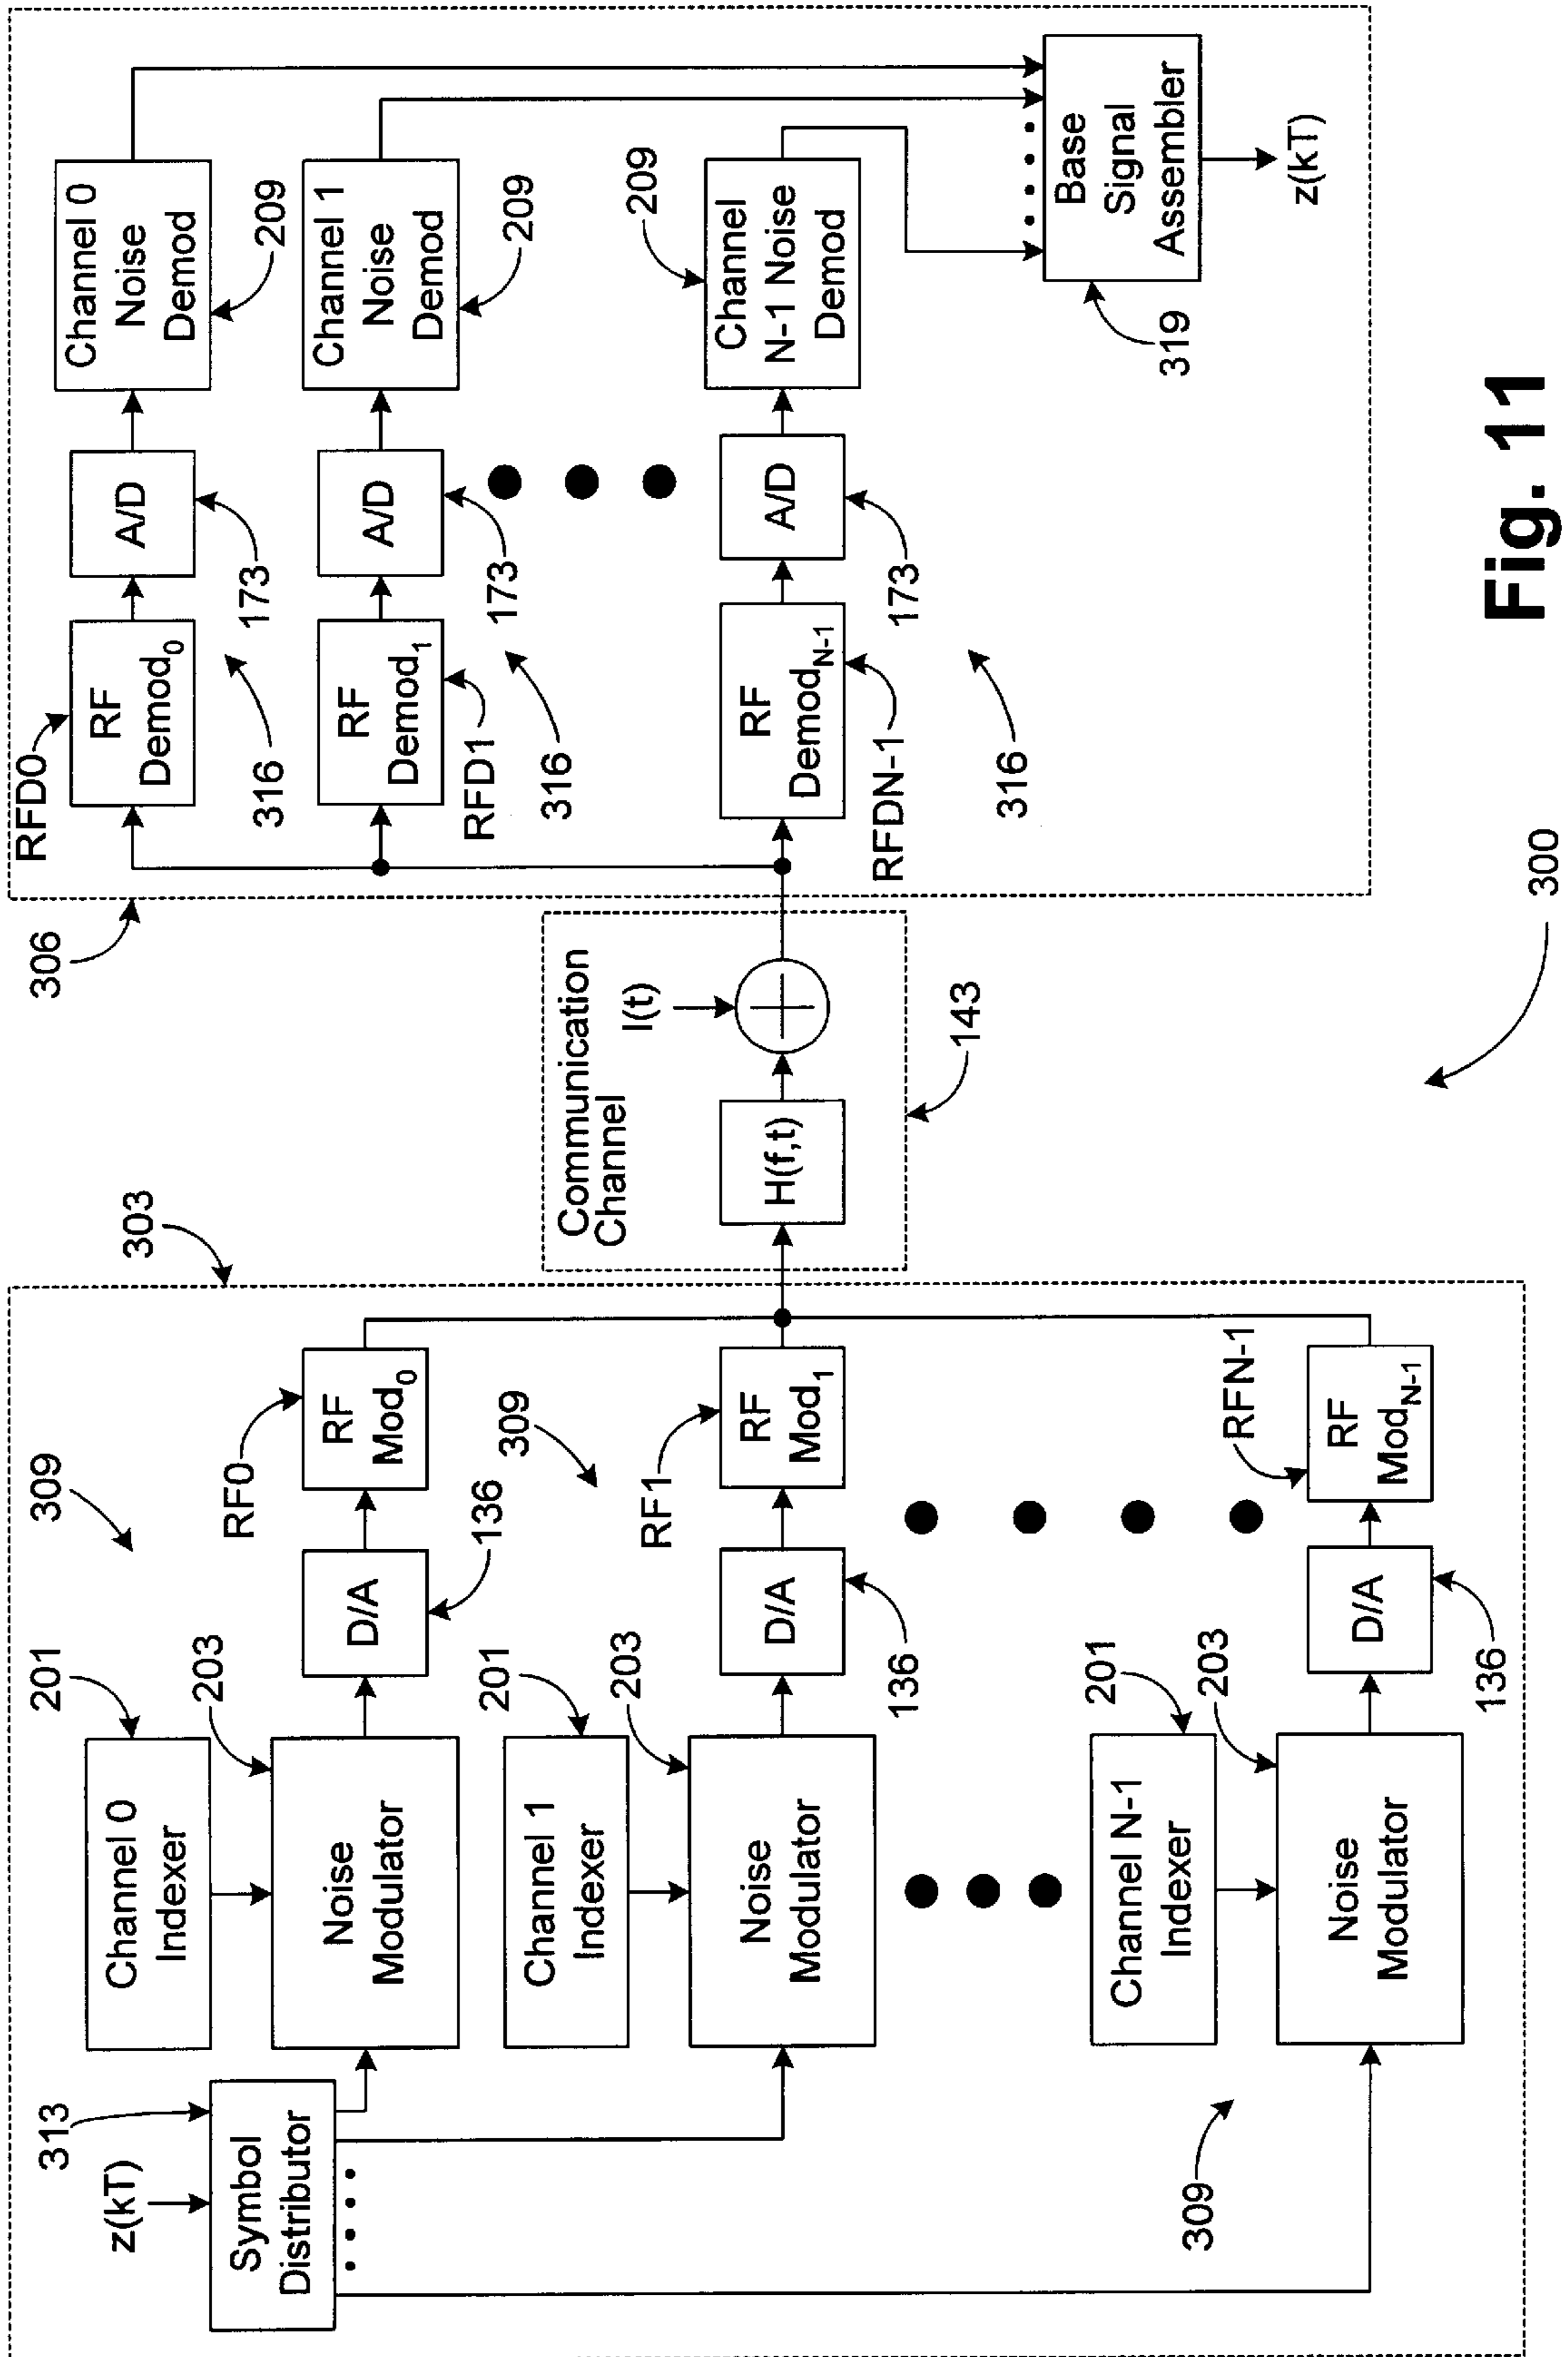 z(kT)
313
Symbol
Distributor
Channel 0
Indexer
201
309
Noise
Modulator
203
D/A
136
RF
Mod0
RF0
Channel 1
Indexer
201
309
Noise
Modulator
203
D/A
136
RF
Mod1
RF1
Channel N-1
Indexer
201
309
Noise
Modulator
203
D/A
136
RF
ModN-1
RFN-1
303
Communication
Channel
H(f,t)
I(t)
143
306
RFD0
RF
Demod0
A/D
173
316
Channel 0
Noise
Demod
209
RF
Demod1
RFD1
A/D
173
316
Channel 1
Noise
Demod
209
RF
DemodN-1
RFDN-1
A/D
173
316
Channel
N-1 Noise
Demod
209
Base
Signal
Assembler
319
z(kT)
300
Fig. 11